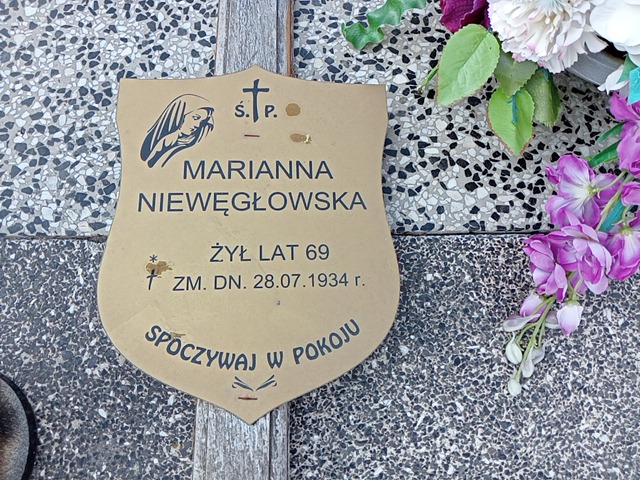 Ś. P.
MARIANNA
NIEWĘGŁOWSKA
ŻYŁ LAT 69
* † ZM. DN. 28.07.1934 r.
SPOCZYWAJ W POKOJU